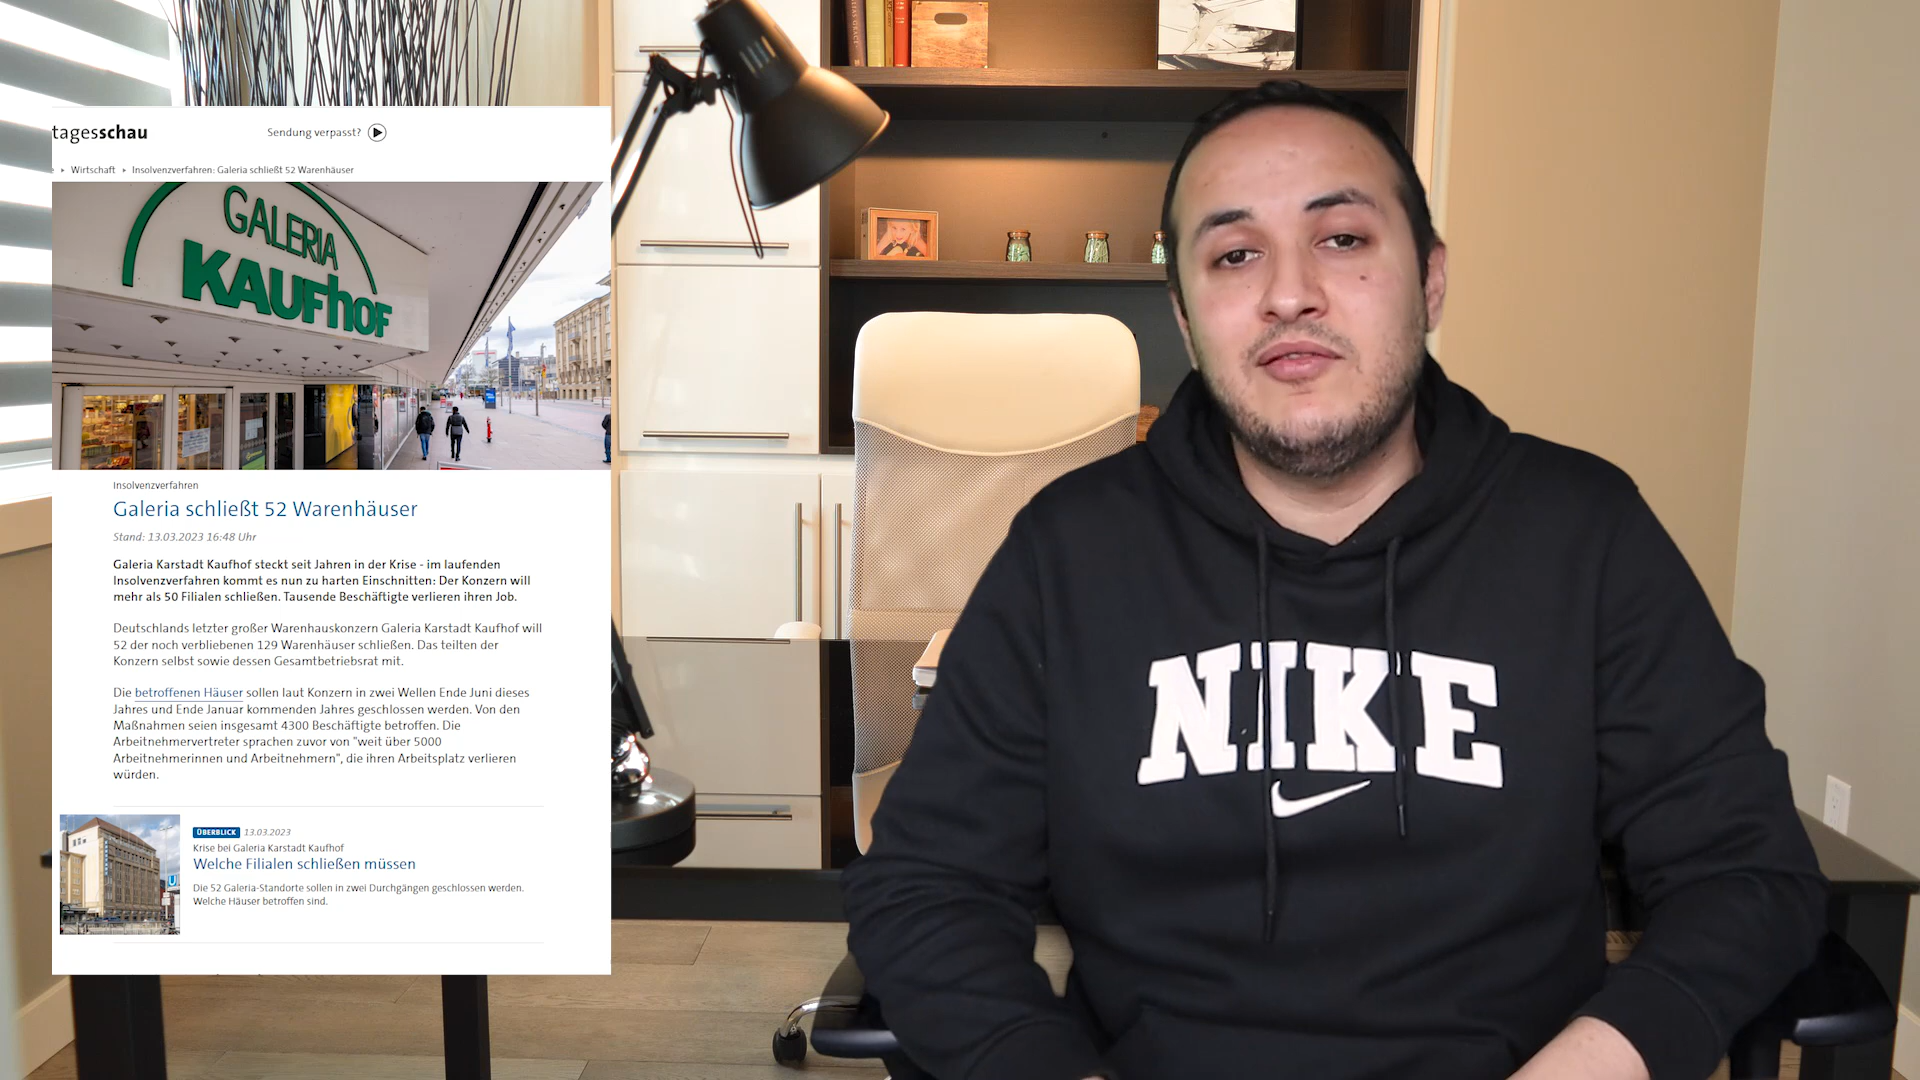 tagesschau
Sendung verpasst?
Wirtschaft ▸ Insolvenzverfahren: Galeria schließt 52 Warenhäuser
GALERIA
KAUFhOF
Insolvenzverfahren
Galeria schließt 52 Warenhäuser
Stand: 13.03.2023 16:48 Uhr
Galeria Karstadt Kaufhof steckt seit Jahren in der Krise - im laufenden
Insolvenzverfahren kommt es nun zu harten Einschnitten: Der Konzern will
mehr als 50 Filialen schließen. Tausende Beschäftigte verlieren ihren Job.
Deutschlands letzter großer Warenhauskonzern Galeria Karstadt Kaufhof will
52 der noch verbliebenen 129 Warenhäuser schließen. Das teilten der
Konzern selbst sowie dessen Gesamtbetriebsrat mit.
Die betroffenen Häuser sollen laut Konzern in zwei Wellen Ende Juni dieses
Jahres und Ende Januar kommenden Jahres geschlossen werden. Von den
Maßnahmen seien insgesamt 4300 Beschäftigte betroffen. Die
Arbeitnehmervertreter sprachen zuvor von "weit über 5000
Arbeitnehmerinnen und Arbeitnehmern", die ihren Arbeitsplatz verlieren
würden.
ÜBERBLICK 13.03.2023
Krise bei Galeria Karstadt Kaufhof
Welche Filialen schließen müssen
Die 52 Galeria-Standorte sollen in zwei Durchgängen geschlossen werden.
Welche Häuser betroffen sind.
U
NIKE